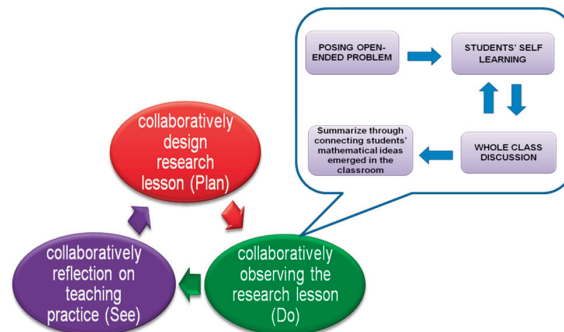 POSING OPEN-
ENDED PROBLEM
STUDENTS' SELF
LEARNING
Summarize through
connecting students'
mathematical ideas
emerged in the
classroom
WHOLE CLASS
DISCUSSION
collaboratively
design
research
lesson (Plan)
collaboratively
reflection on
teaching
practice (See)
collaboratively
observing the
research lesson
(Do)